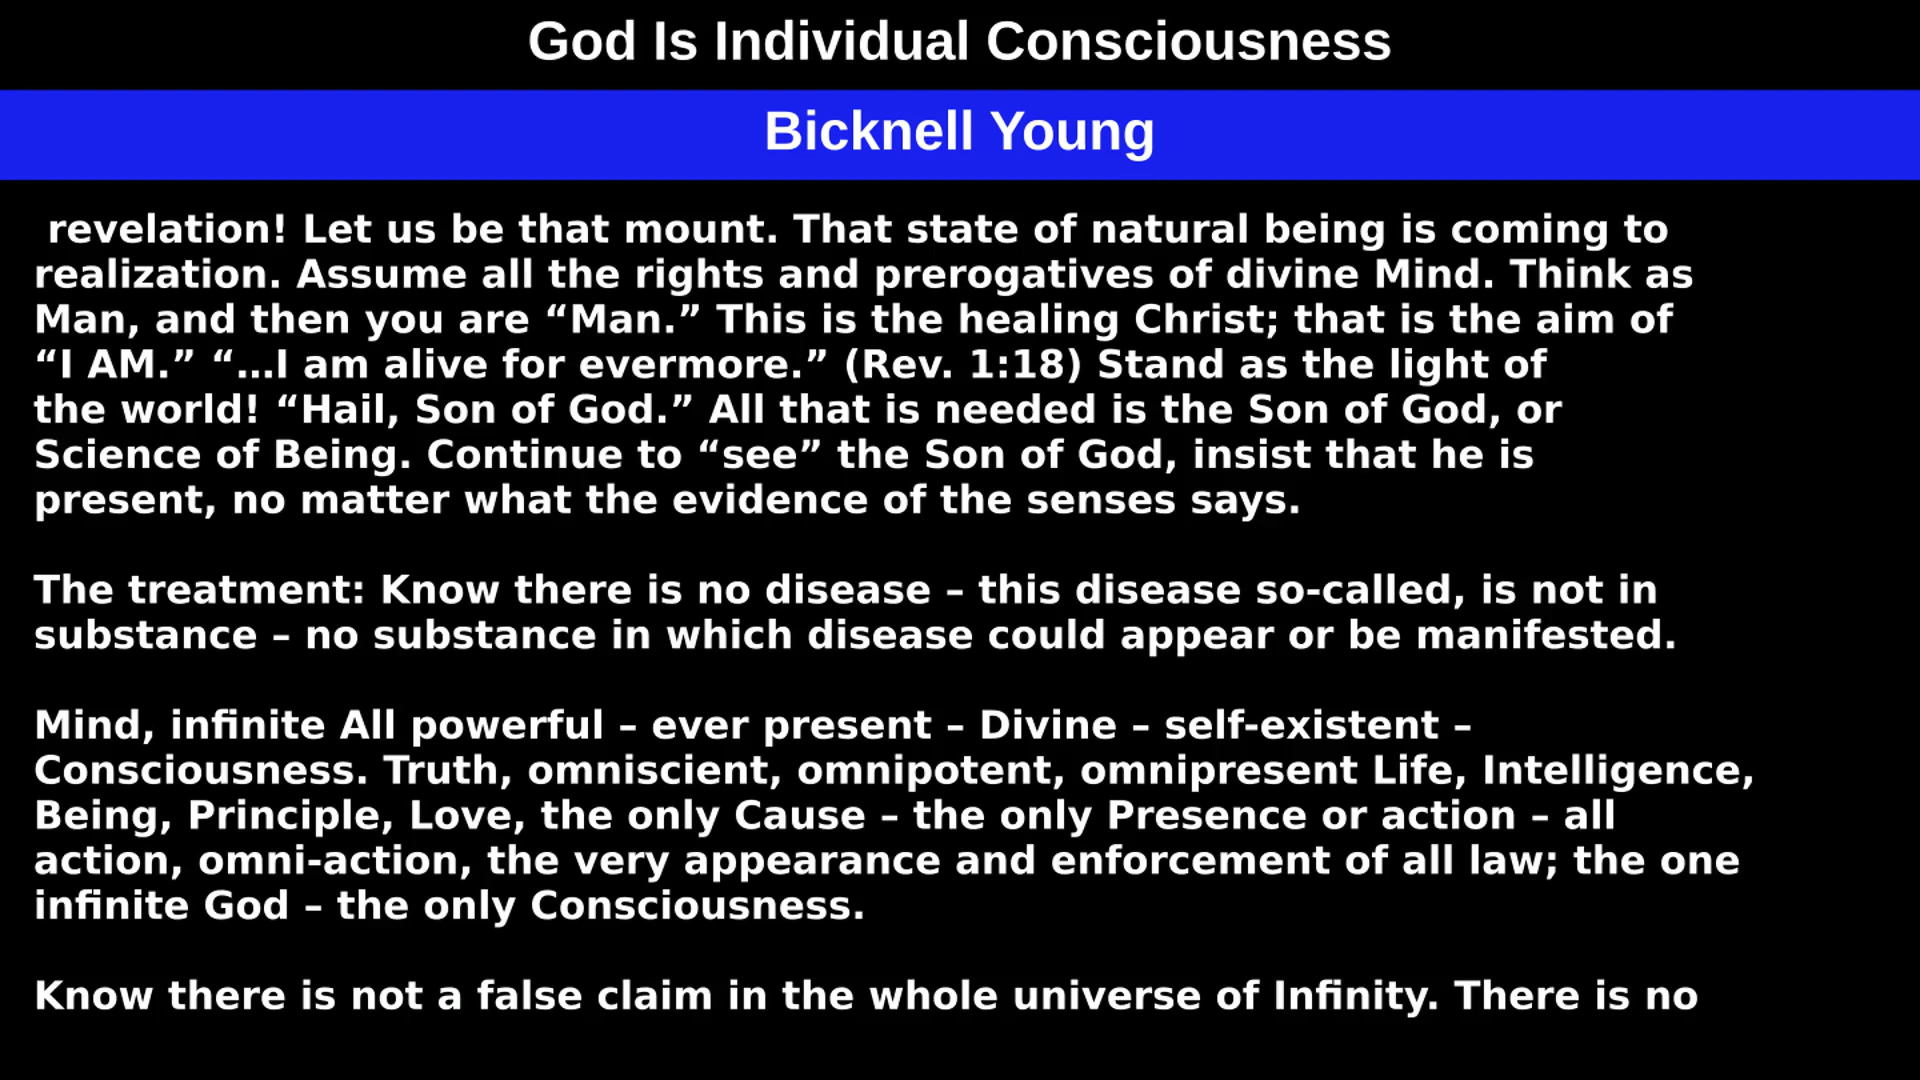 God Is Individual Consciousness
Bicknell Young
revelation! Let us be that mount. That state of natural being is coming to
realization. Assume all the rights and prerogatives of divine Mind. Think as
Man, and then you are “Man.” This is the healing Christ; that is the aim of
“I AM.” “…I am alive for evermore.” (Rev. 1:18) Stand as the light of
the world! “Hail, Son of God.” All that is needed is the Son of God, or
Science of Being. Continue to “see” the Son of God, insist that he is
present, no matter what the evidence of the senses says.
The treatment: Know there is no disease – this disease so-called, is not in
substance – no substance in which disease could appear or be manifested.
Mind, infinite All powerful – ever present – Divine – self-existent –
Consciousness. Truth, omniscient, omnipotent, omnipresent Life, Intelligence,
Being, Principle, Love, the only Cause – the only Presence or action – all
action, omni-action, the very appearance and enforcement of all law; the one
infinite God – the only Consciousness.
Know there is not a false claim in the whole universe of Infinity. There is no